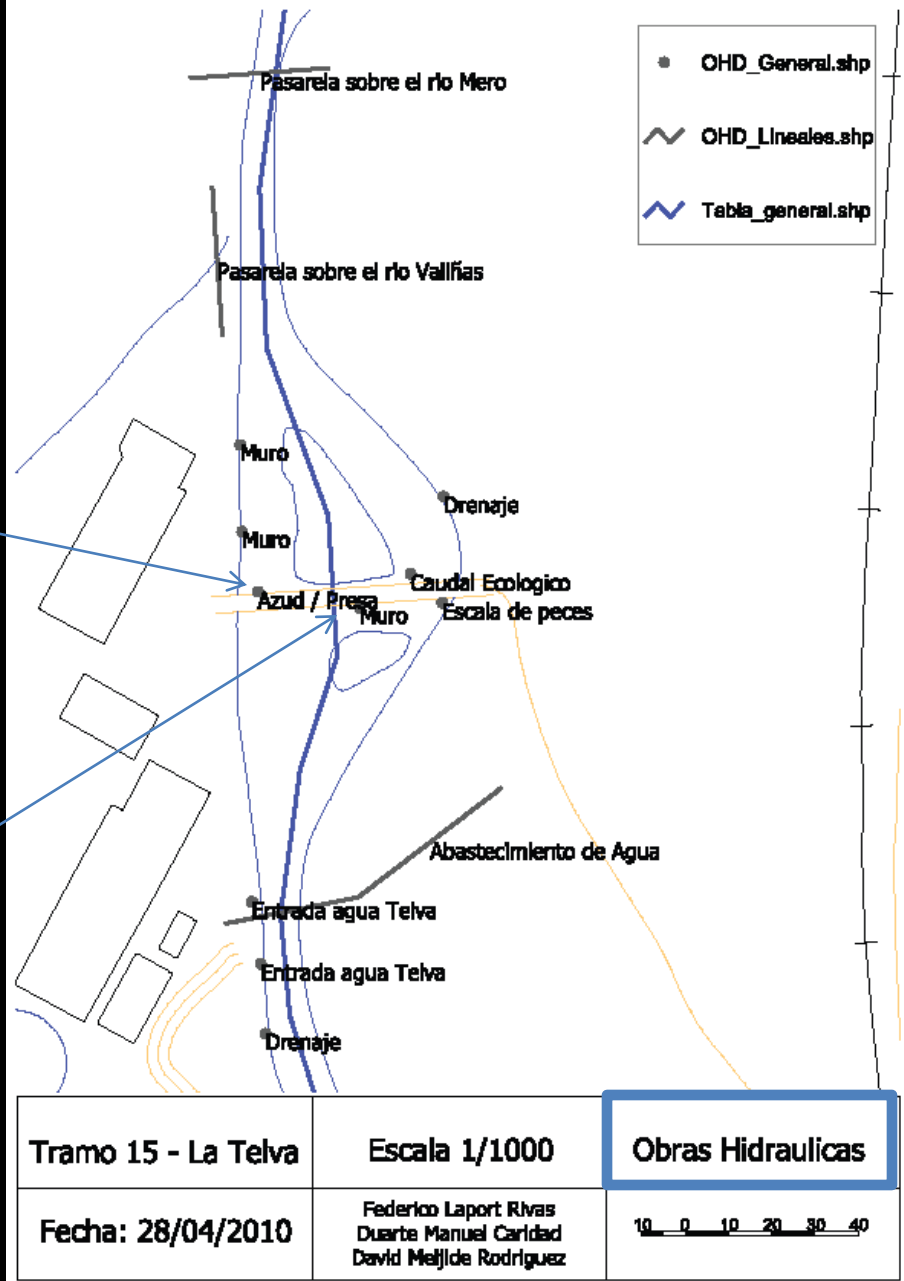 OHD_General.shp
OHD_Lineales.shp
Tabla_general.shp
Pasarela sobre el río Mero
Pasarela sobre el río Valiñas
Muro
Drenaje
Muro
Caudal Ecologico
Azud / Presa
Muro
Escala de peces
Abastecimiento de Agua
Entrada agua Telva
Entrada agua Telva
Drenaje
Tramo 15 - La Telva
Escala 1/1000
Obras Hidraulicas
Fecha: 28/04/2010
Federico Laport Rivas
Duarte Manuel Caridad
David Meijide Rodriguez
10 0 10 20 30 40